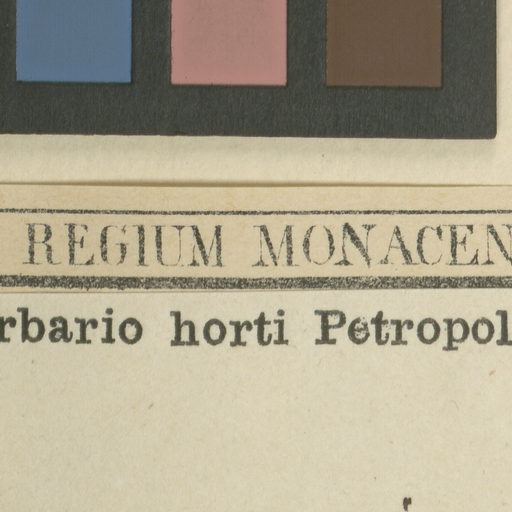 REGIUM MONACEN
rbario horti Petropol